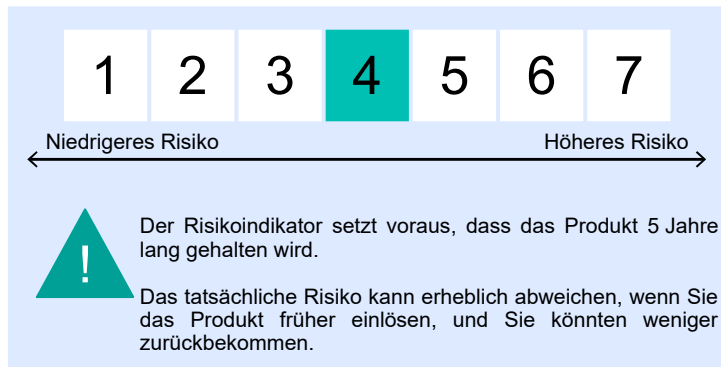 1 2 3 4 5 6 7
Niedrigeres Risiko Höheres Risiko
Der Risikoindikator setzt voraus, dass das Produkt 5 Jahre
lang gehalten wird.
!
Das tatsächliche Risiko kann erheblich abweichen, wenn Sie
das Produkt früher einlösen, und Sie könnten weniger
zurückbekommen.